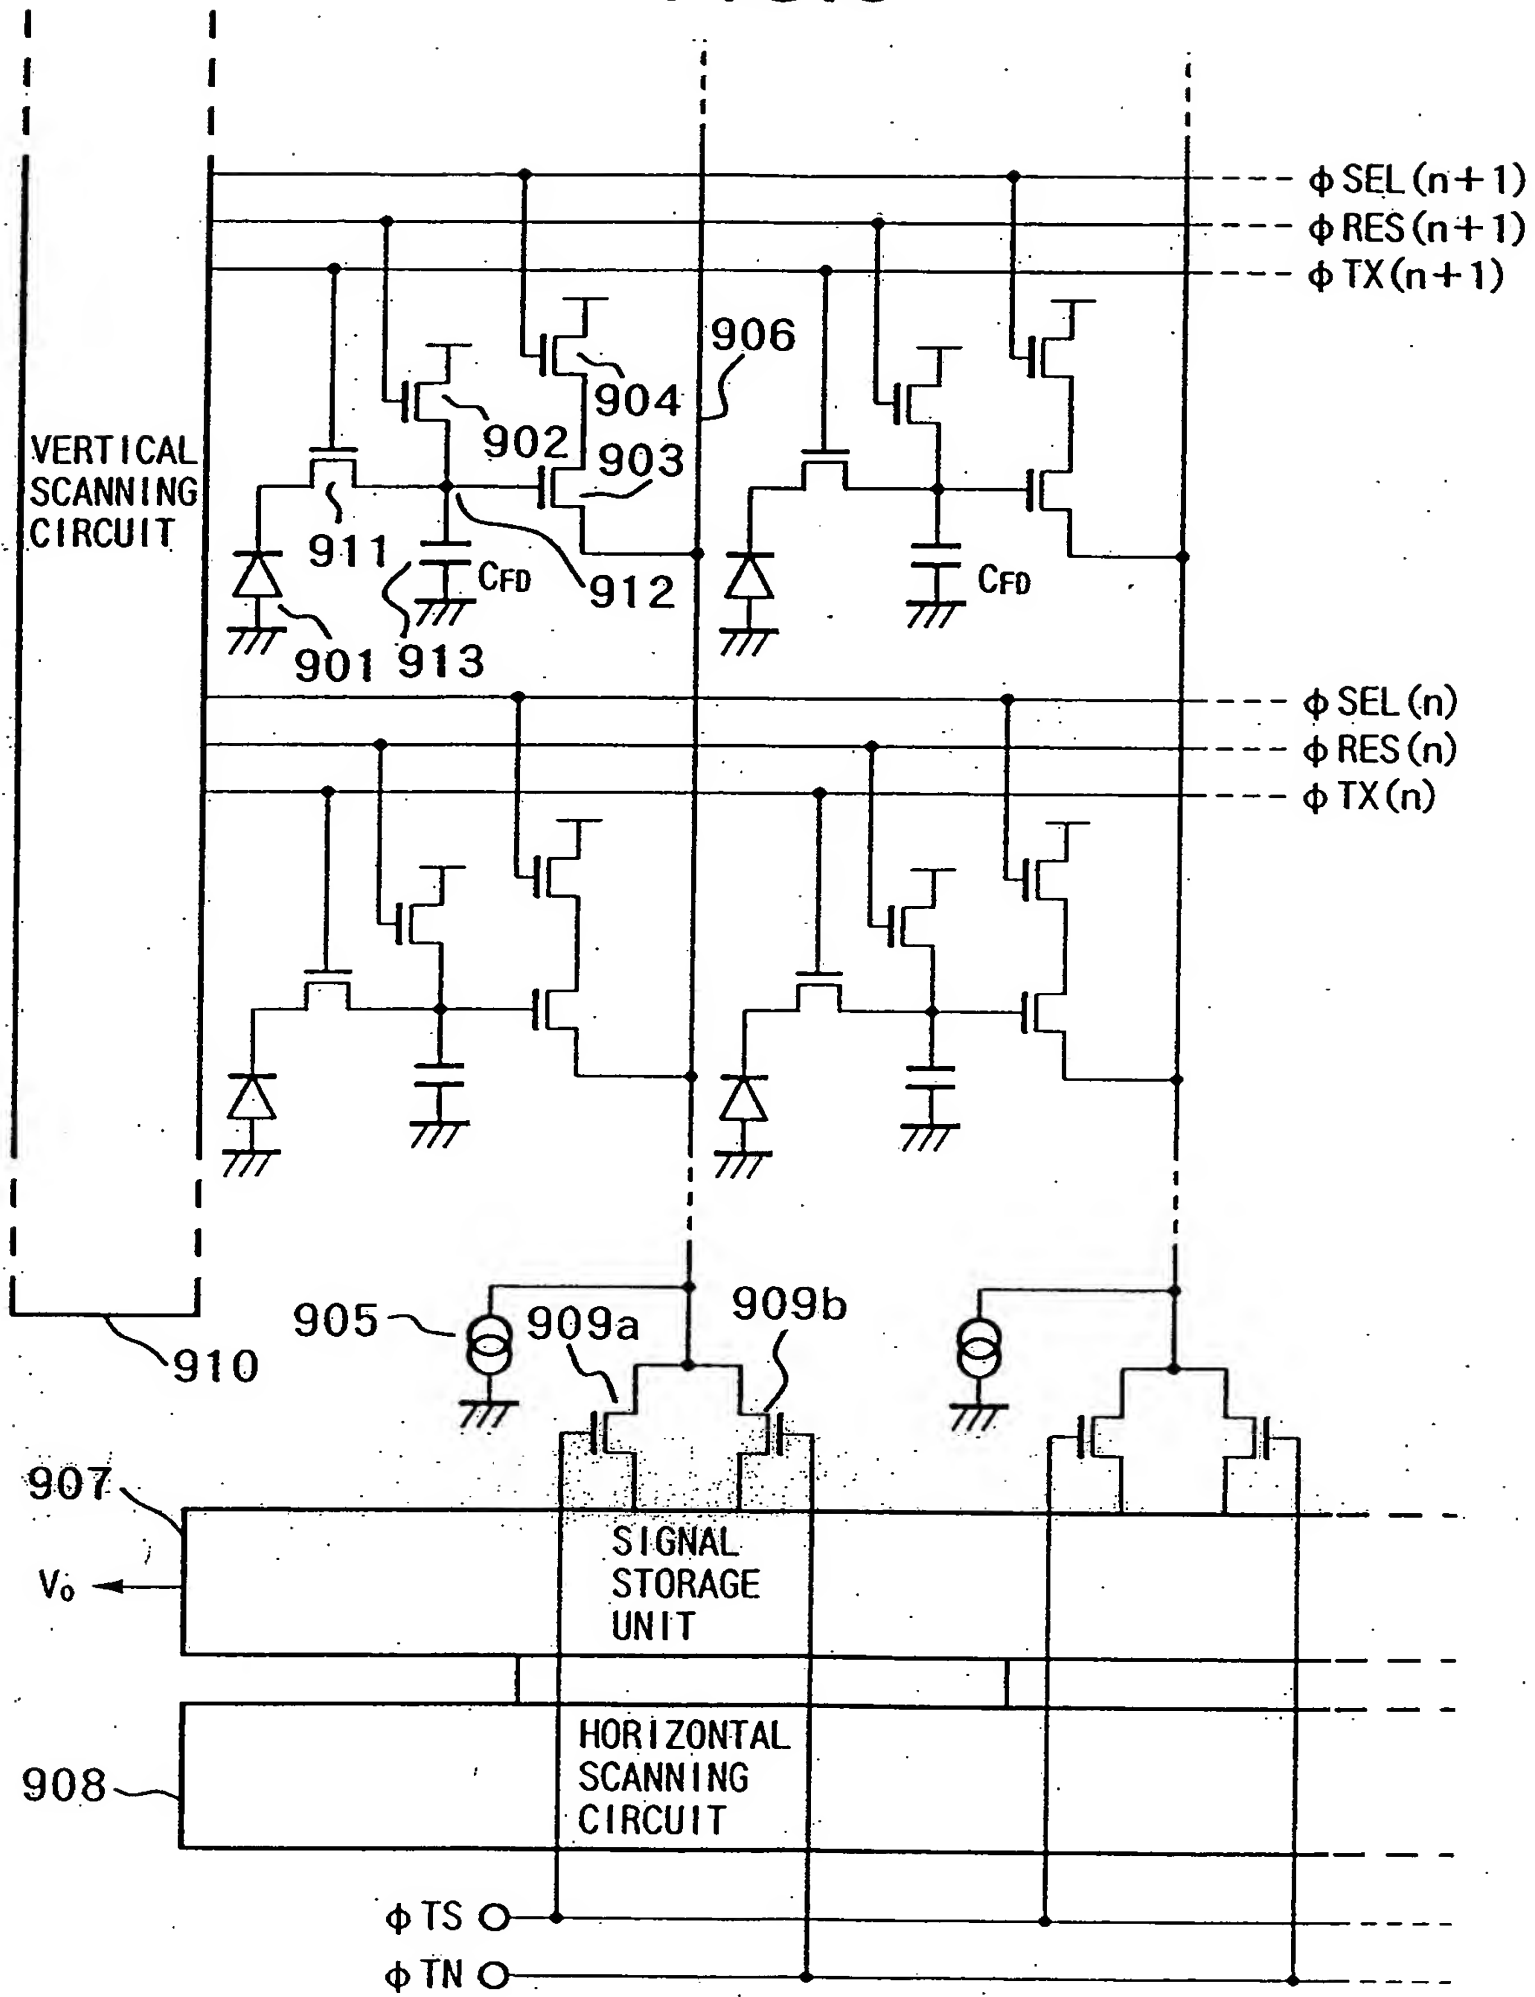 φSEL(n+1)
φRES(n+1)
φTX(n+1)
906
904
902
903
VERTICAL
SCANNING
CIRCUIT
911
CFD
912
CFD
901
913
φSEL(n)
φRES(n)
φTX(n)
905
909a
909b
910
907
SIGNAL
STORAGE
UNIT
Vo
HORIZONTAL
SCANNING
CIRCUIT
908
φTS
φTN